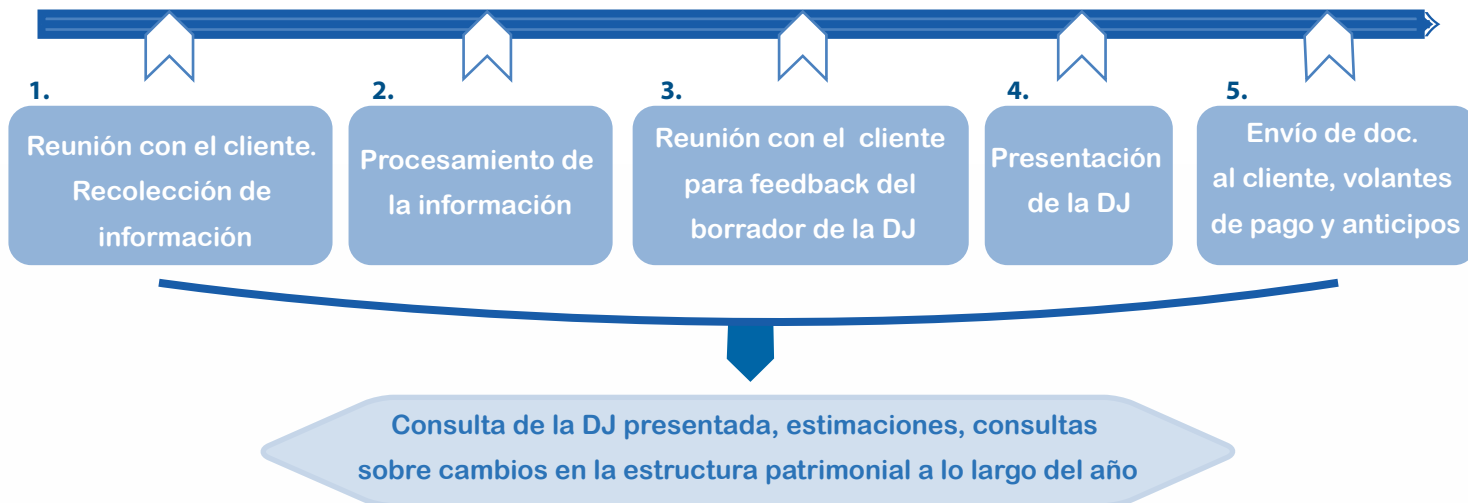 1.
Reunión con el cliente.
Recolección de
información
2.
Procesamiento de
la información
3.
Reunión con el cliente
para feedback del
borrador de la DJ
4.
Presentación
de la DJ
5.
Envío de doc.
al cliente, volantes
de pago y anticipos
Consulta de la DJ presentada, estimaciones, consultas
sobre cambios en la estructura patrimonial a lo largo del año